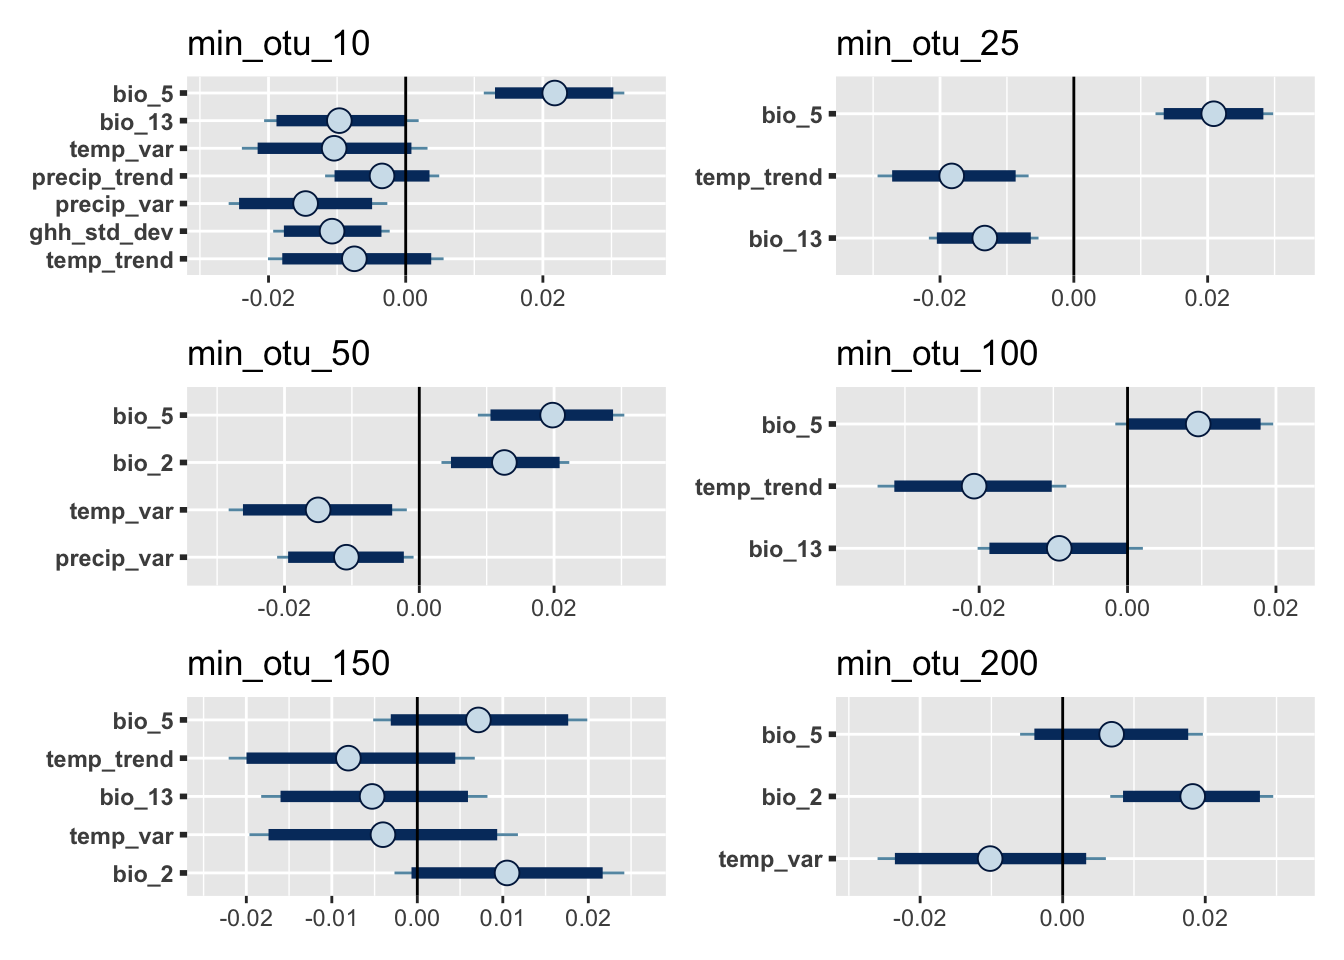 min_otu_10
bio_5
bio_13
temp_var
precip_trend
precip_var
ghh_std_dev
temp_trend
-0.02 0.00 0.02
min_otu_25
bio_5
temp_trend
bio_13
-0.02 0.00 0.02
min_otu_50
bio_5
bio_2
temp_var
precip_var
-0.02 0.00 0.02
min_otu_100
bio_5
temp_trend
bio_13
-0.02 0.00 0.02
min_otu_150
bio_5
temp_trend
bio_13
temp_var
bio_2
-0.02 -0.01 0.00 0.01 0.02
min_otu_200
bio_5
bio_2
temp_var
-0.02 0.00 0.02